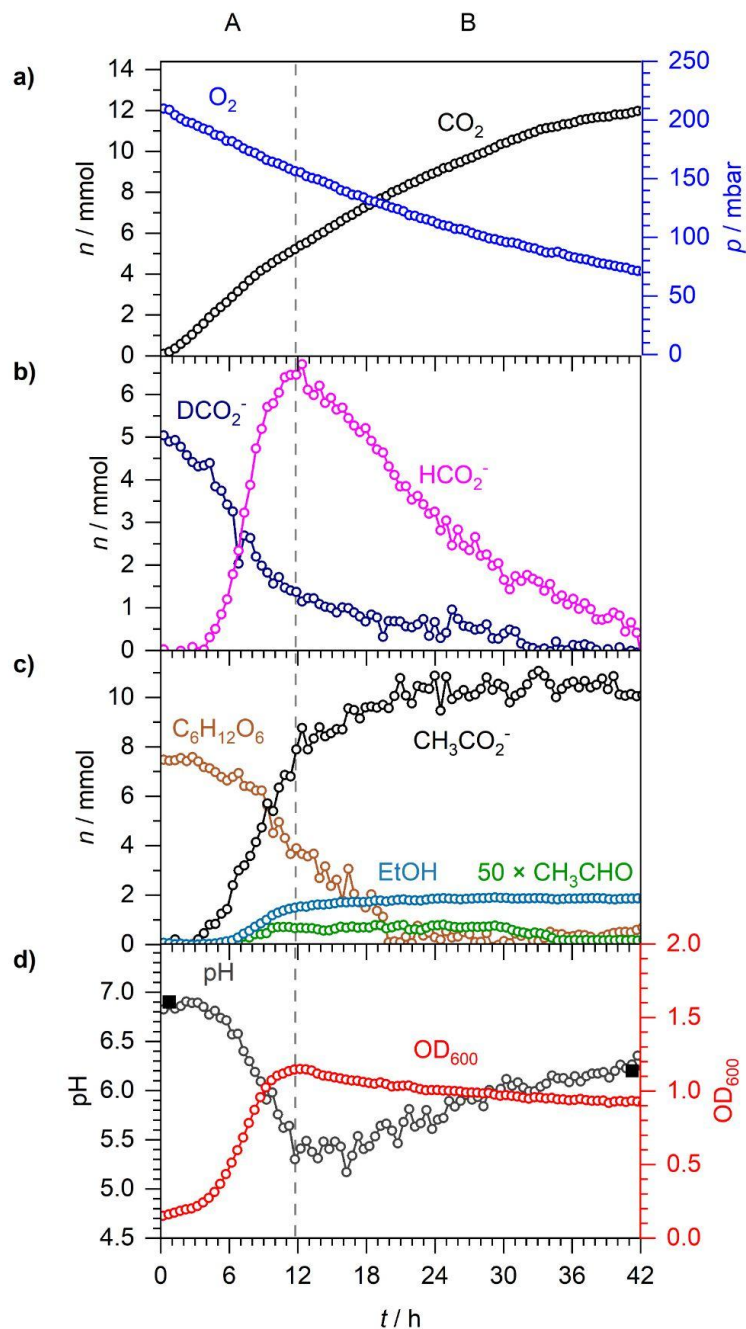 A B
a)
14
12
10
8
6
4
2
0
n / mmol
O₂
CO₂
250
200
150
100
50
0
p / mbar
b)
6
5
4
3
2
1
0
n / mmol
DCO₂⁻
HCO₂⁻
c)
10
8
6
4
2
0
n / mmol
C₆H₁₂O₆
CH₃CO₂⁻
EtOH
50 × CH₃CHO
d)
7.0
6.5
6.0
5.5
5.0
4.5
pH
pH
OD₆₀₀
2.0
1.5
1.0
0.5
0.0
OD₆₀₀
0 6 12 18 24 30 36 42
t / h